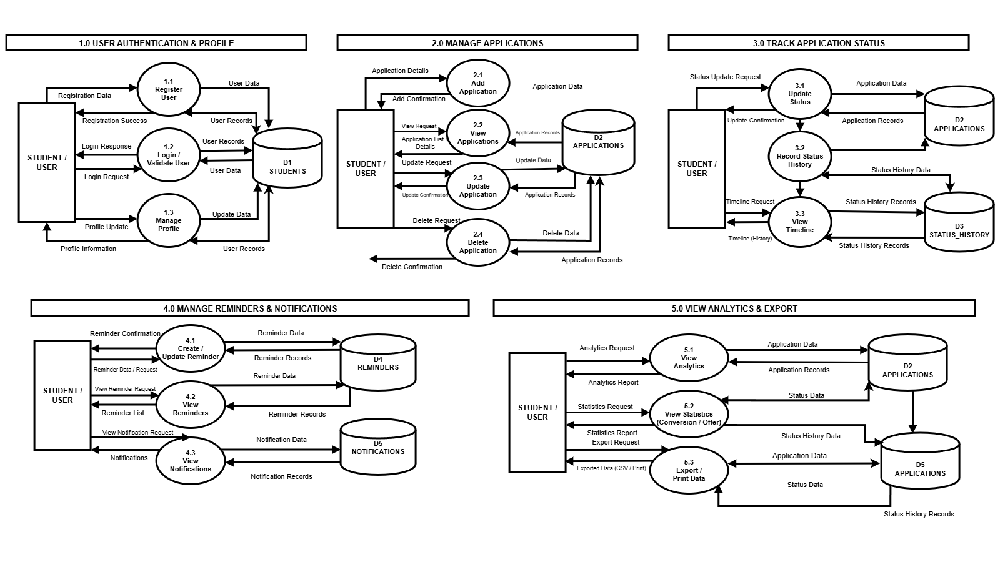 1.0 USER AUTHENTICATION & PROFILE
1.1
Register
User
User Data
Registration Data
Registration Success
User Records
STUDENT /
USER
Login Response
1.2
Login /
Validate User
User Records
User Data
Login Request
D1
STUDENTS
1.3
Manage
Profile
Update Data
Profile Update
Profile Information
User Records
2.0 MANAGE APPLICATIONS
Application Details
2.1
Add
Application
Application Data
Add Confirmation
View Request
2.2
View
Applications
Application Records
Application List /
Details
D2
APPLICATIONS
STUDENT /
USER
Update Request
2.3
Update
Application
Update Data
Update Confirmation
Application Records
Delete Request
2.4
Delete
Application
Delete Data
Application Records
Delete Confirmation
3.0 TRACK APPLICATION STATUS
Status Update Request
3.1
Update
Status
Application Data
Update Confirmation
Application Records
D2
APPLICATIONS
STUDENT /
USER
3.2
Record Status
History
Status History Data
Timeline Request
3.3
View
Timeline
Status History Records
Timeline (History)
Status History Records
D3
STATUS_HISTORY
4.0 MANAGE REMINDERS & NOTIFICATIONS
Reminder Confirmation
4.1
Create /
Update Reminder
Reminder Data
Reminder Records
Reminder Data / Request
D4
REMINDERS
STUDENT /
USER
View Reminder Request
4.2
View
Reminders
Reminder Data
Reminder List
Reminder Records
View Notification Request
4.3
View
Notifications
Notification Data
Notifications
Notification Records
D5
NOTIFICATIONS
5.0 VIEW ANALYTICS & EXPORT
Analytics Request
5.1
View
Analytics
Application Data
Application Records
Analytics Report
D2
APPLICATIONS
STUDENT /
USER
Statistics Request
5.2
View Statistics
(Conversion / Offer)
Status Data
Statistics Report
Status History Data
Export Request
5.3
Export /
Print Data
Application Data
Exported Data (CSV / Print)
Status Data
D5
APPLICATIONS
Status History Records